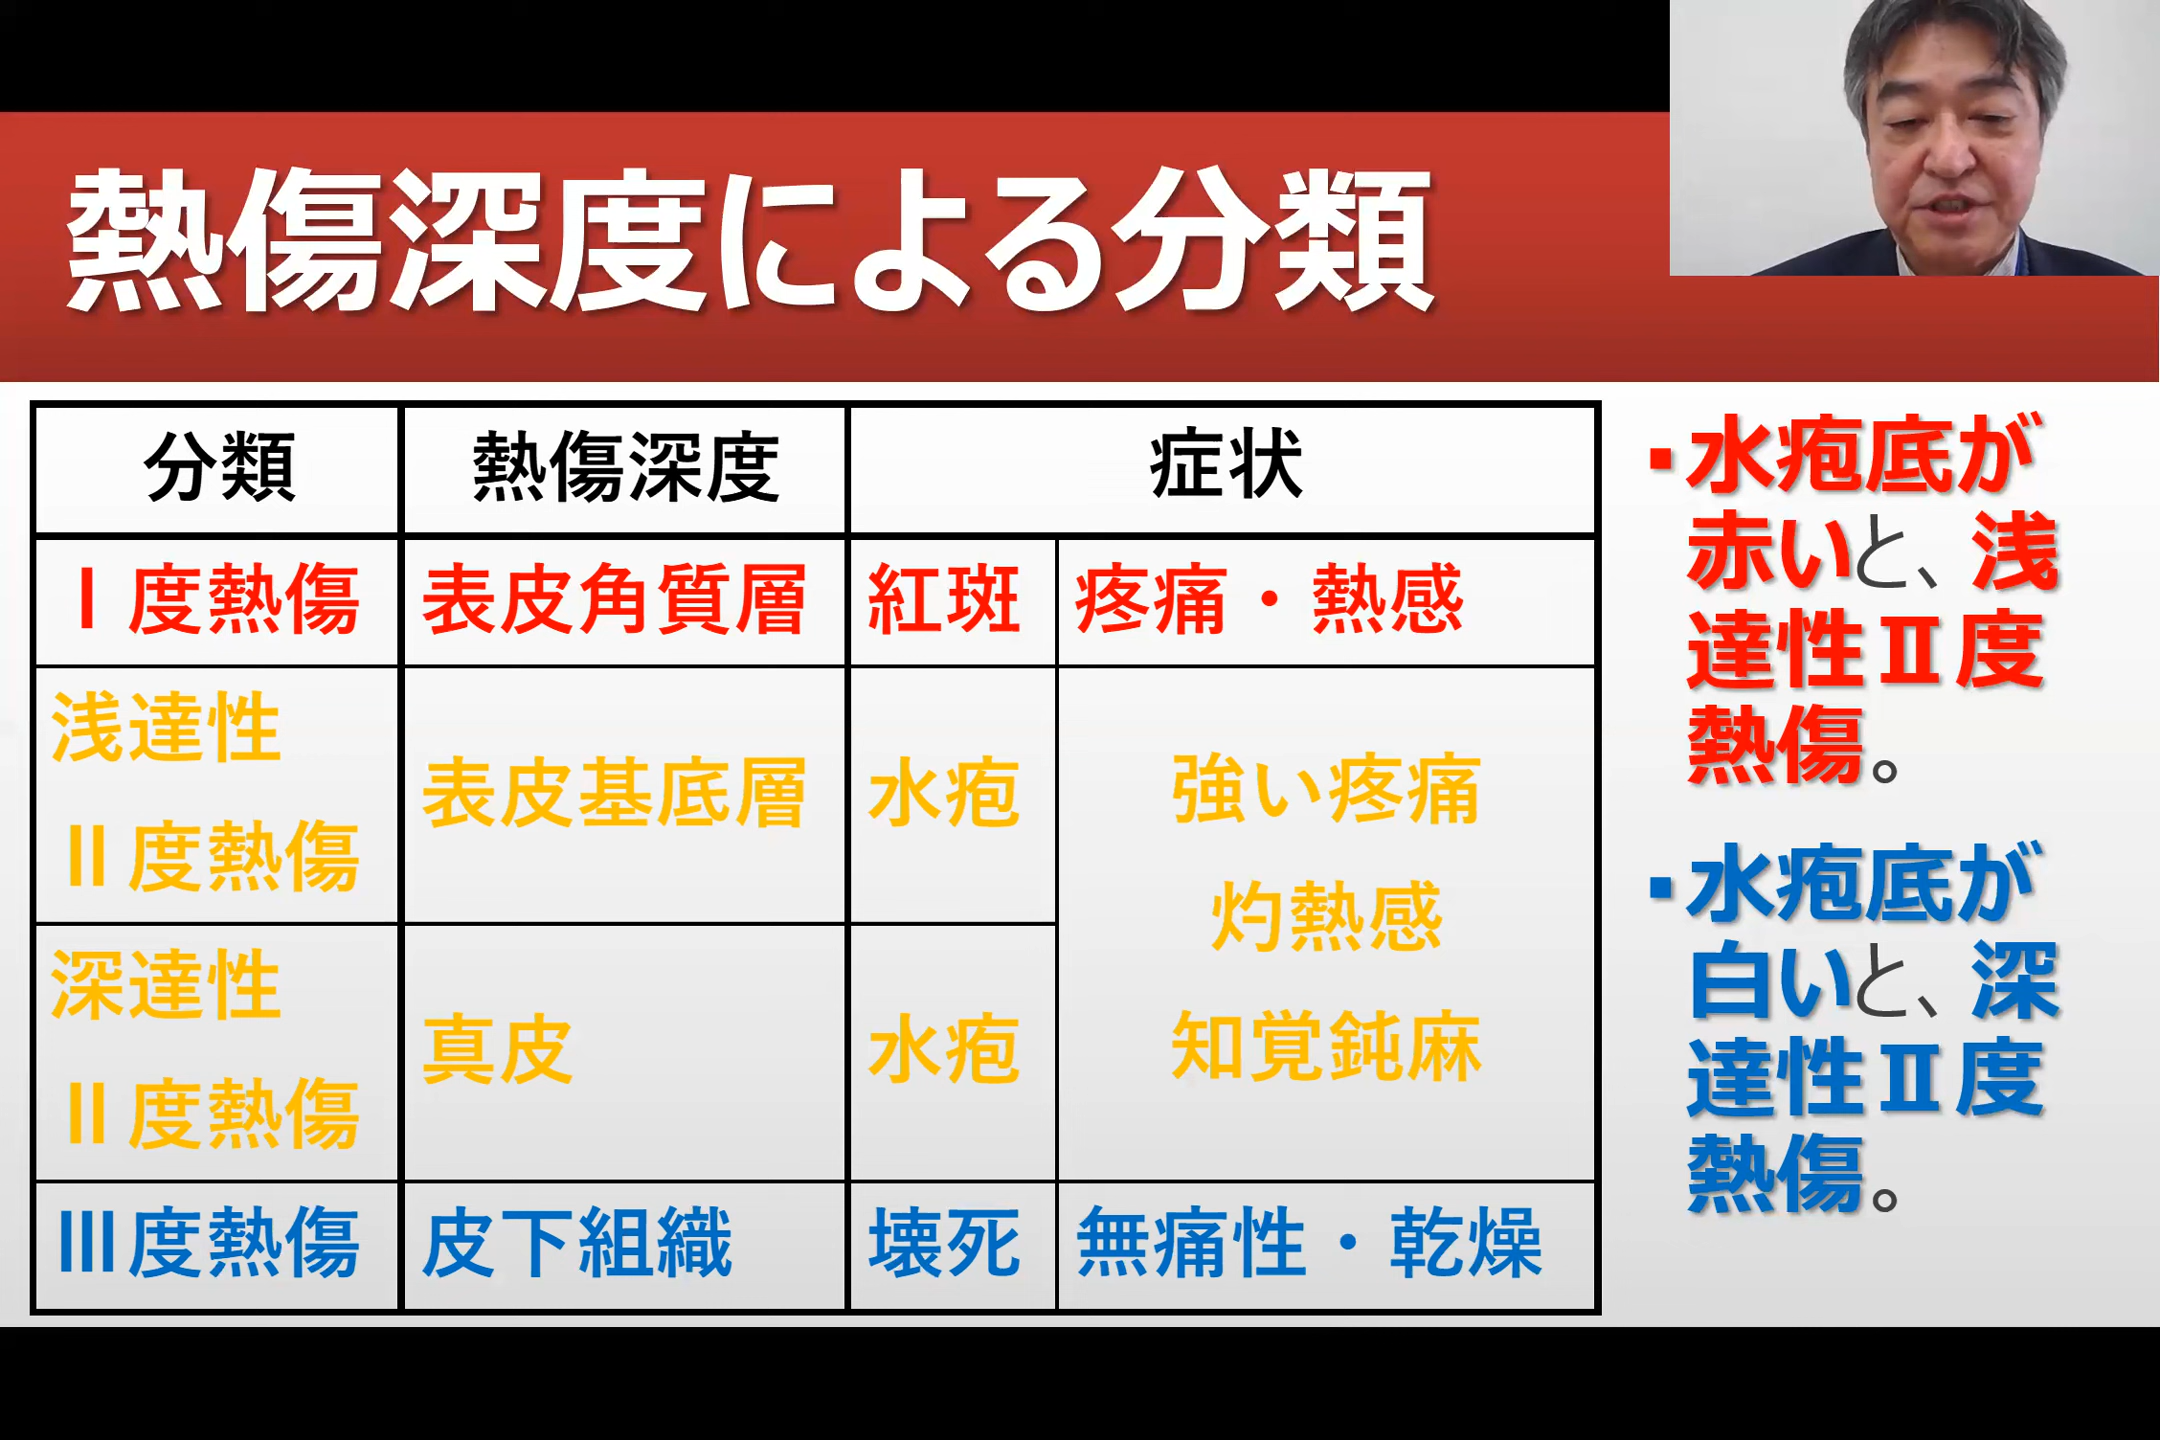 熱傷深度による分類
分類 熱傷深度 症状
Ⅰ度熱傷 表皮角質層 紅斑 疼痛・熱感
浅達性
Ⅱ度熱傷 表皮基底層 水疱 強い疼痛
灼熱感
知覚鈍麻
深達性
Ⅱ度熱傷 真皮 水疱
Ⅲ度熱傷 皮下組織 壊死 無痛性・乾燥
▪水疱底が
赤いと、浅
達性Ⅱ度
熱傷。
▪水疱底が
白いと、深
達性Ⅱ度
熱傷。